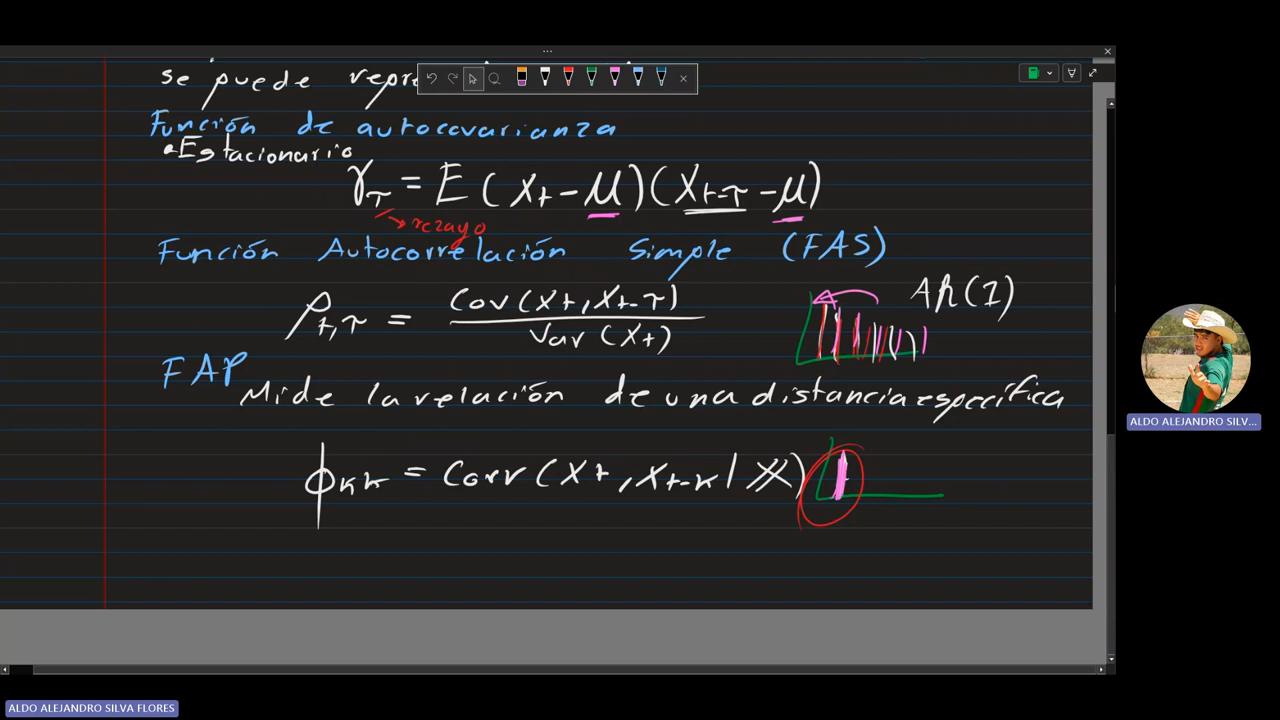 se puede repr
Función de autocovarianza
•Estacionario
γτ = E(Xt - μ)(Xt-τ - μ)
→ rezago
Función Autocorrelación Simple (FAS)
AR(1)
ρt,τ = Cov(Xt, Xt-τ) / Var(Xt)
FAP
Mide la relación de una distancia específica
ϕkk = Corr(Xt, Xt-k |
ALDO ALEJANDRO SILV...
ALDO ALEJANDRO SILVA FLORES